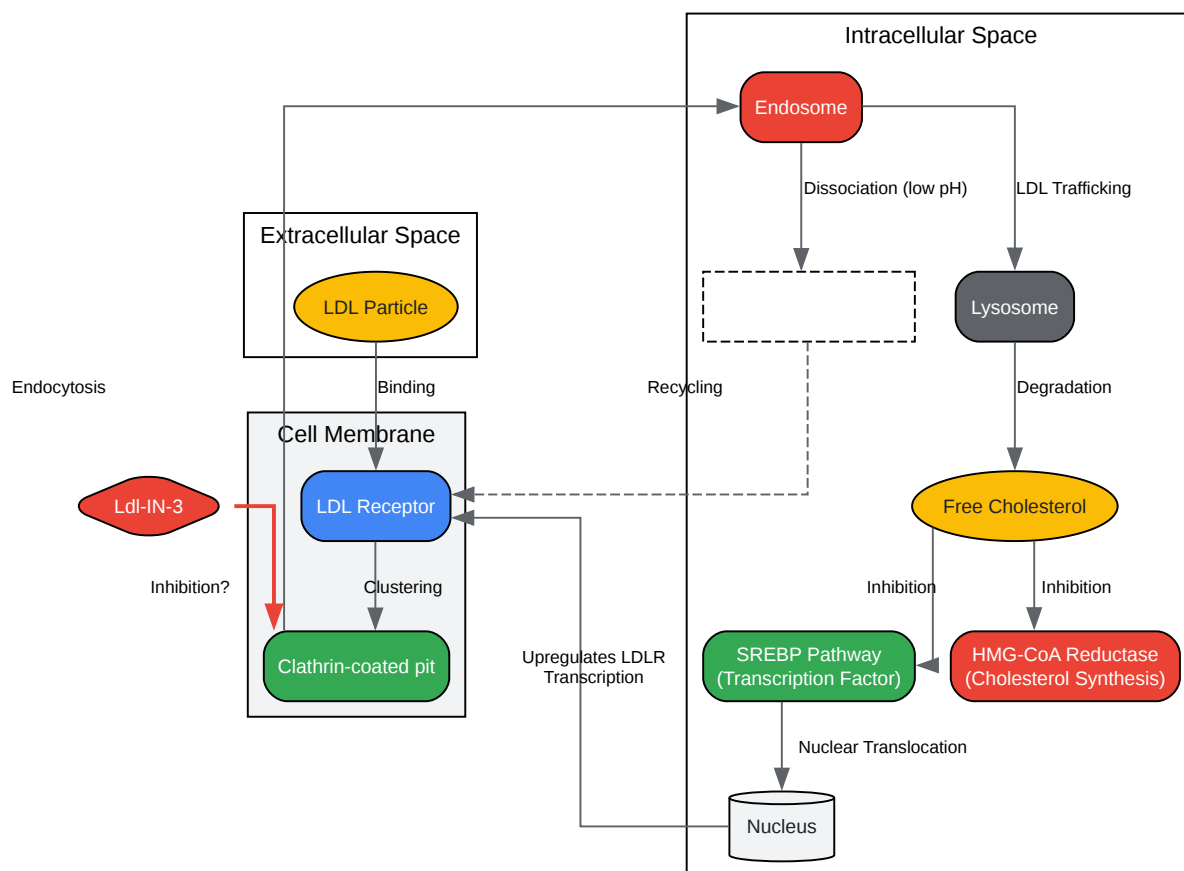 Intracellular Space
Endosome
Dissociation (low pH)
LDL Trafficking
Extracellular Space
LDL Particle
Lysosome
Endocytosis
Binding
Recycling
Degradation
Cell Membrane
Ldl-IN-3
LDL Receptor
Free Cholesterol
Inhibition?
Clustering
Inhibition
Inhibition
Clathrin-coated pit
Upregulates LDLR
Transcription
SREBP Pathway
(Transcription Factor)
HMG-CoA Reductase
(Cholesterol Synthesis)
Nuclear Translocation
Nucleus